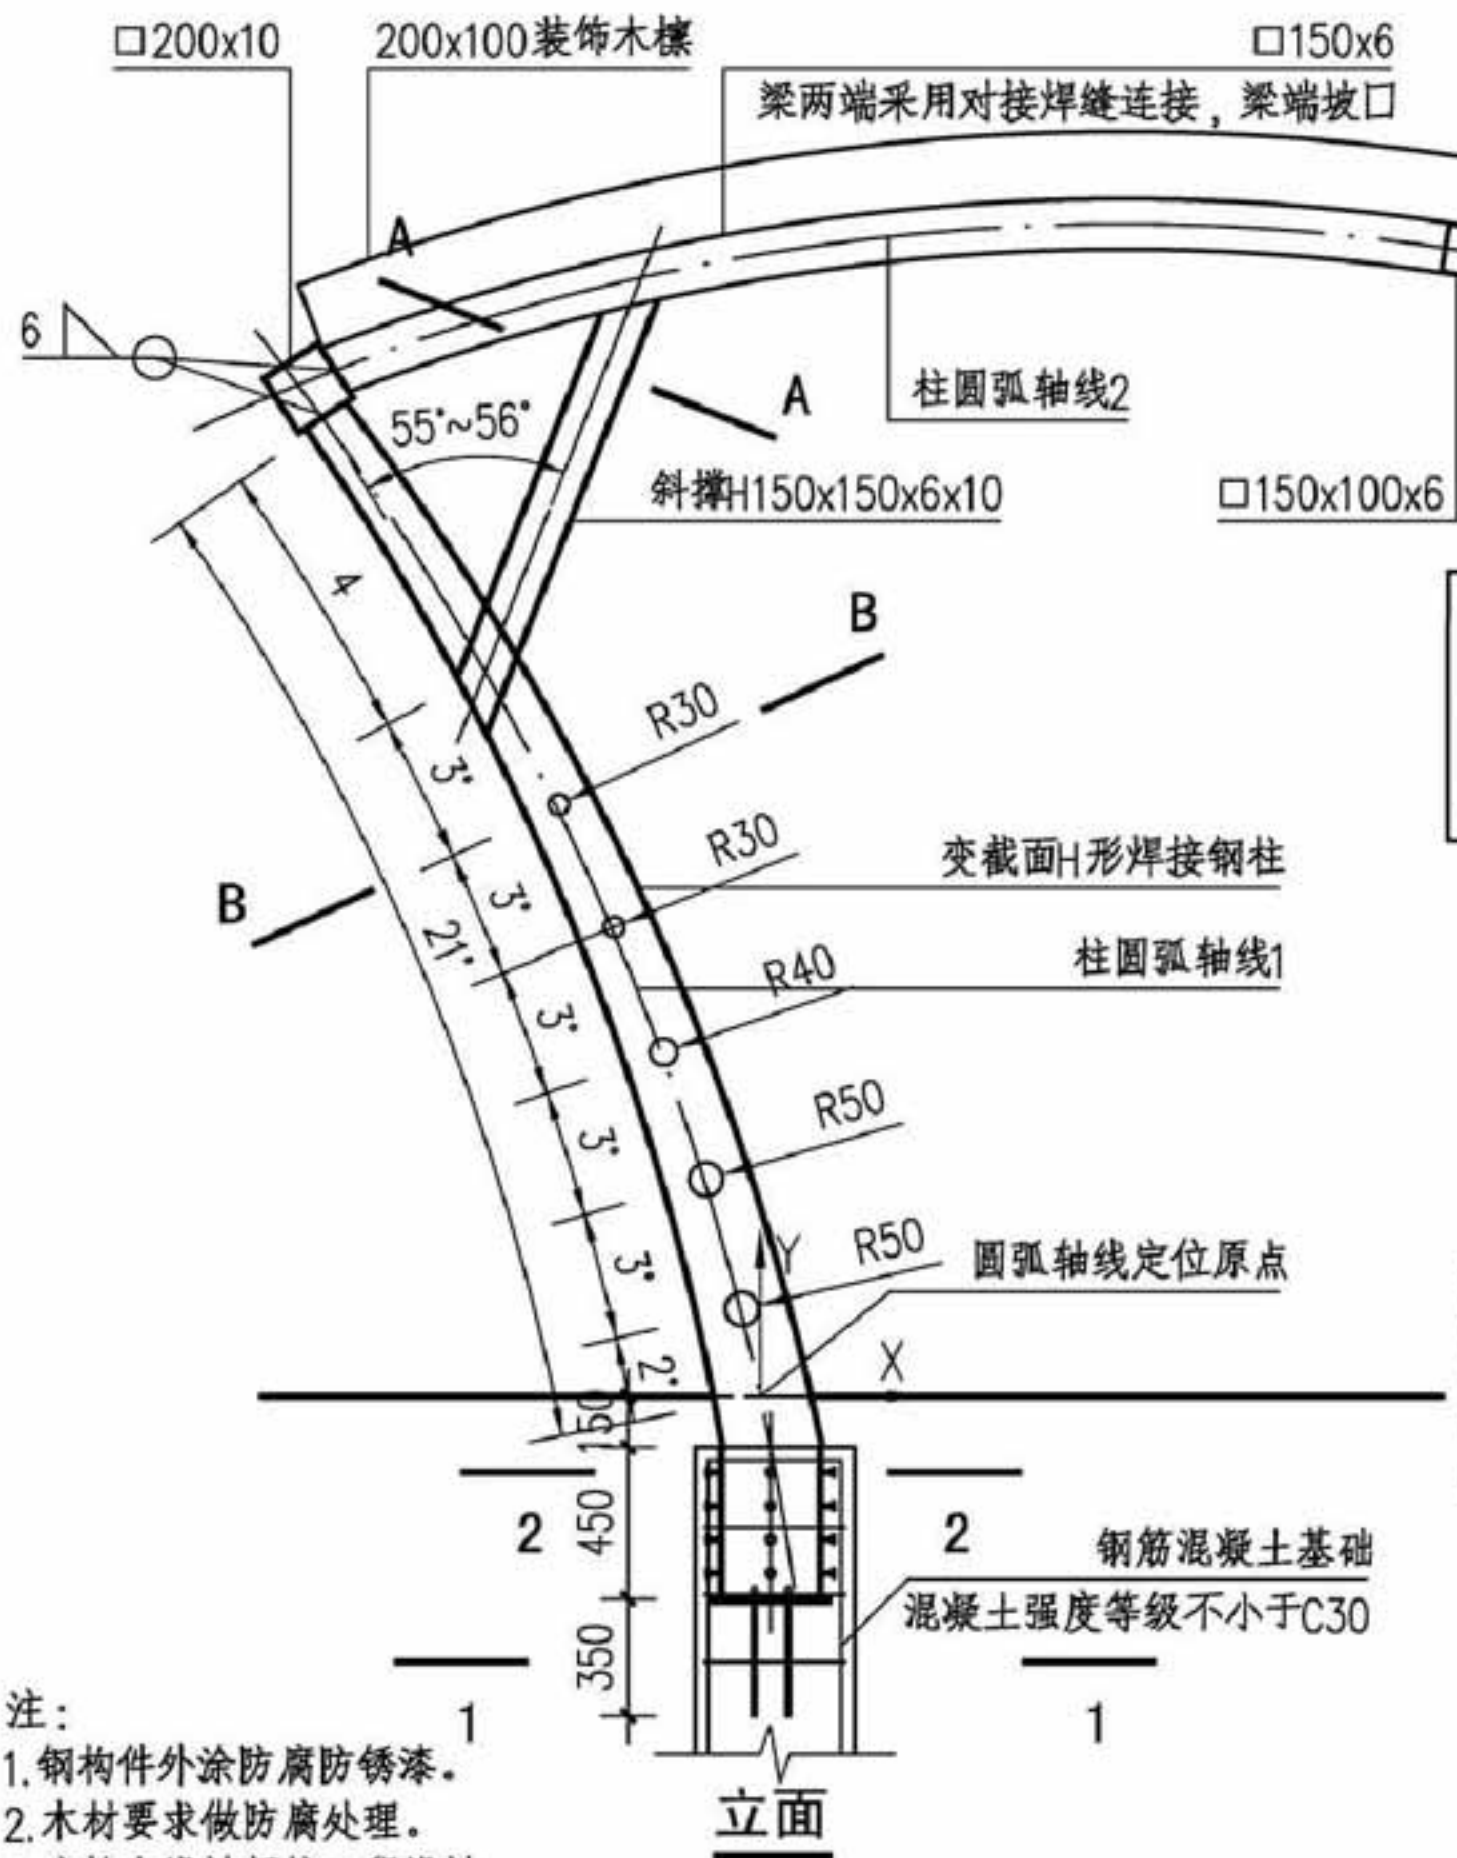 □200x10
200x100装饰木檩
□150x6
梁两端采用对接焊缝连接，梁端坡口
A
6
A
55°~56°
柱圆弧轴线2
斜撑H150x150x6x10
□150x100x6
4
B
R30
3°
R30
变截面H形焊接钢柱
B
3°
21°
柱圆弧轴线1
R40
3°
R50
3°
Y
R50
圆弧轴线定位原点
3°
X
2°
150
2
450
2
钢筋混凝土基础
混凝土强度等级不小于C30
350
1
1
注：
1.钢构件外涂防腐防锈漆。
2.木材要求做防腐处理。
立面